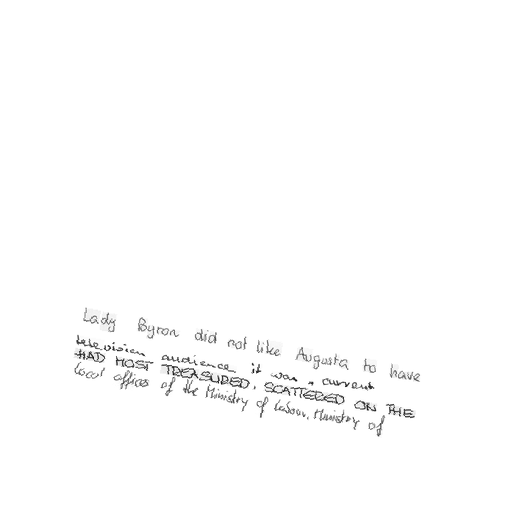 Lady Byron did not like Augusta to have
television audience it was a current
HAD MOST TREASURED, SCATTERED ON THE
local offices of the Ministry of Labour, Ministry of